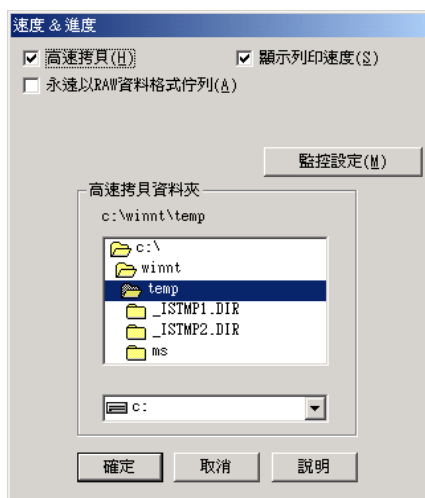 速度 & 進度
高速拷貝(H) 顯示列印速度(S)
永遠以RAW資料格式佇列(A)
監控設定(M)
高速拷貝資料夾
c:\winnt\temp
c:\
winnt
temp
_ISTMP1.DIR
_ISTMP2.DIR
ms
c:
確定 取消 說明